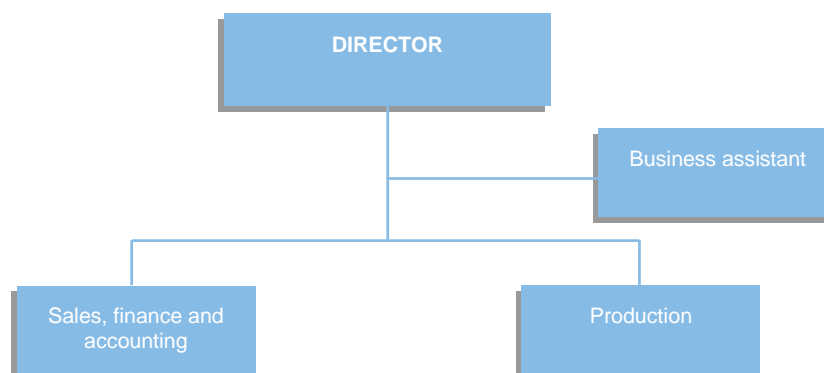 DIRECTOR
Business assistant
Sales, finance and
accounting
Production